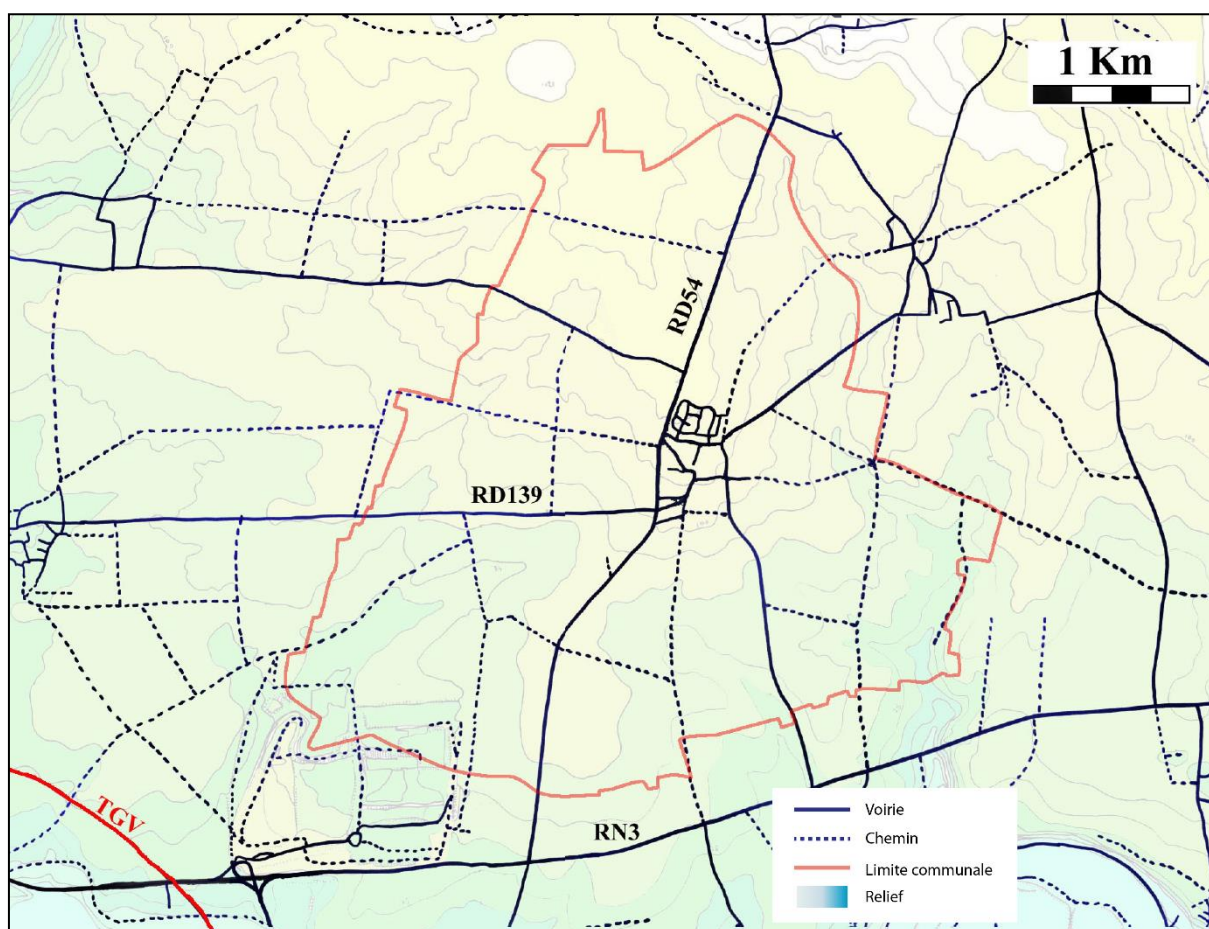 1 Km
RD54
RD139
TGV
RN3
Voirie
Chemin
Limite communale
Relief